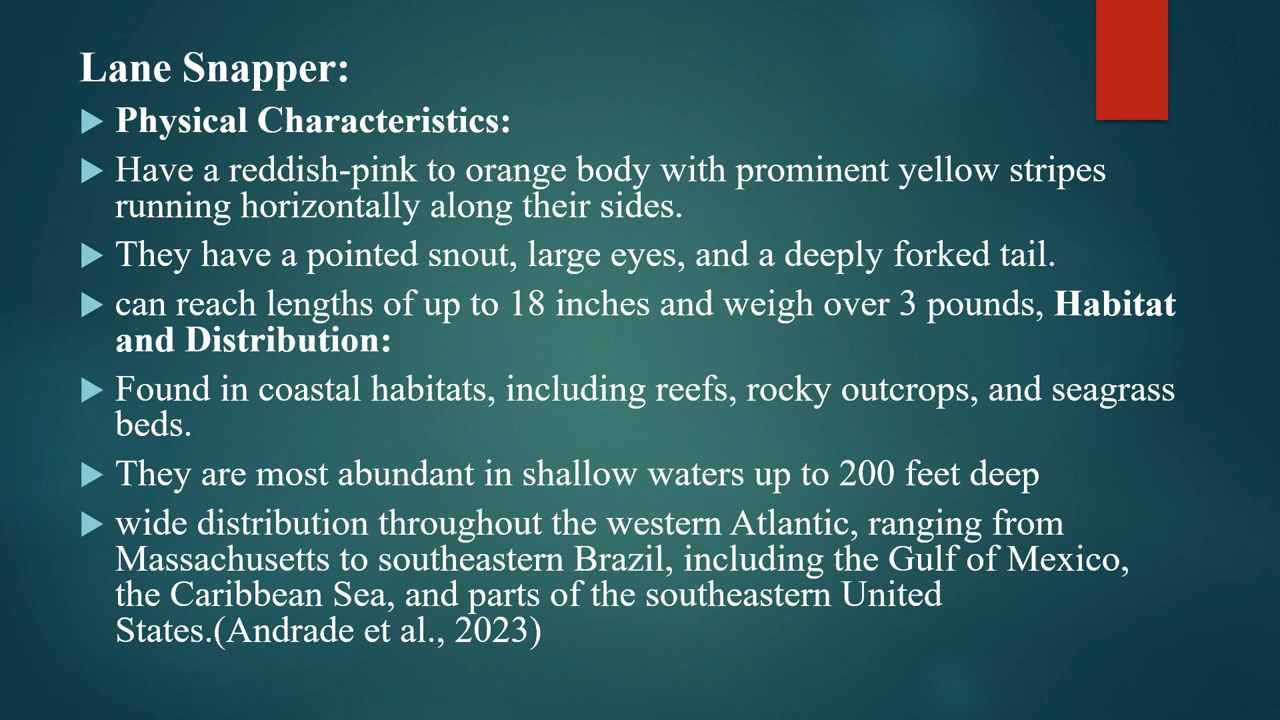 Lane Snapper:
Physical Characteristics:
Have a reddish-pink to orange body with prominent yellow stripes
running horizontally along their sides.
They have a pointed snout, large eyes, and a deeply forked tail.
can reach lengths of up to 18 inches and weigh over 3 pounds, Habitat
and Distribution:
Found in coastal habitats, including reefs, rocky outcrops, and seagrass
beds.
They are most abundant in shallow waters up to 200 feet deep
wide distribution throughout the western Atlantic, ranging from
Massachusetts to southeastern Brazil, including the Gulf of Mexico,
the Caribbean Sea, and parts of the southeastern United
States.(Andrade et al., 2023)